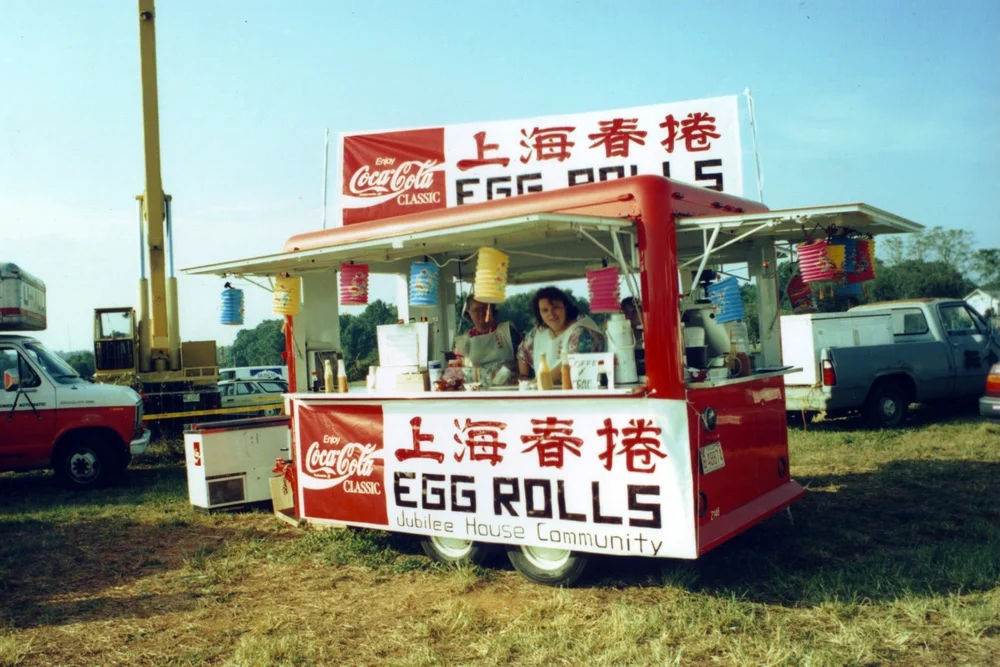 Enjoy
Coca-Cola
CLASSIC
上海春捲
EGG ROLLS
Enjoy
Coca-Cola
CLASSIC
上海春捲
EGG ROLLS
Jubilee House Community